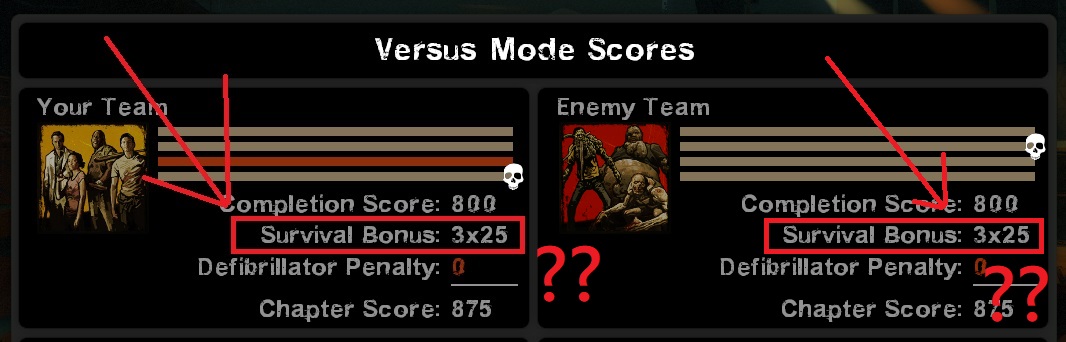 Versus Mode Scores
Your Team
Completion Score: 800
Survival Bonus: 3x25
Defibrillator Penalty: 0
Chapter Score: 875
??
Enemy Team
Completion Score: 800
Survival Bonus: 3x25
Defibrillator Penalty: 0
Chapter Score: 875
??